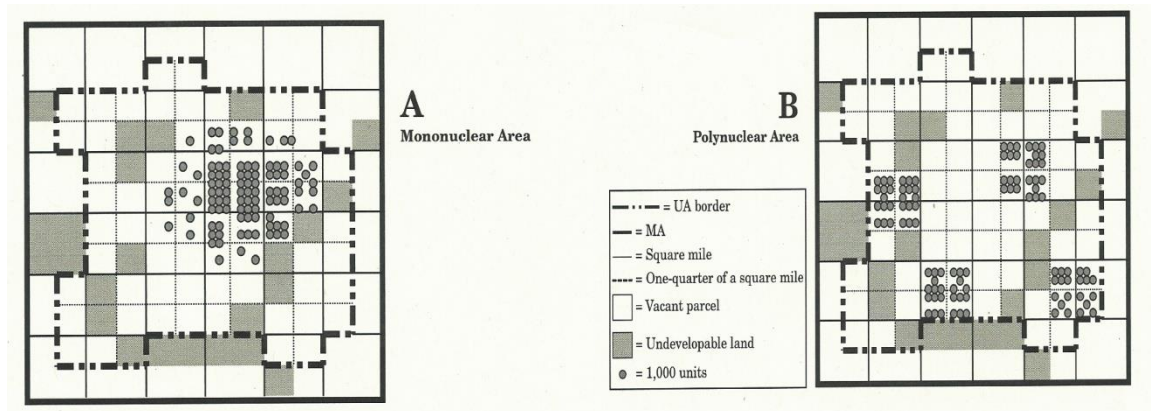 A
Mononuclear Area
B
Polynuclear Area
= UA border
= MA
= Square mile
= One-quarter of a square mile
= Vacant parcel
= Undevelopable land
= 1,000 units